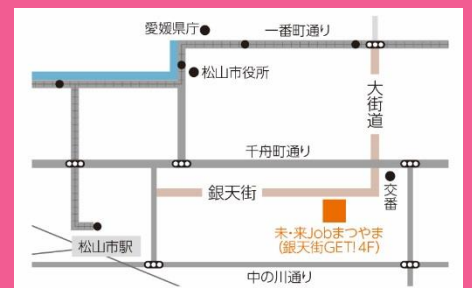 愛媛県庁
一番町通り
松山市役所
大街道
千舟町通り
銀天街
交番
未・来Jobまつやま
(銀天街GET! 4F)
松山市駅
中の川通り